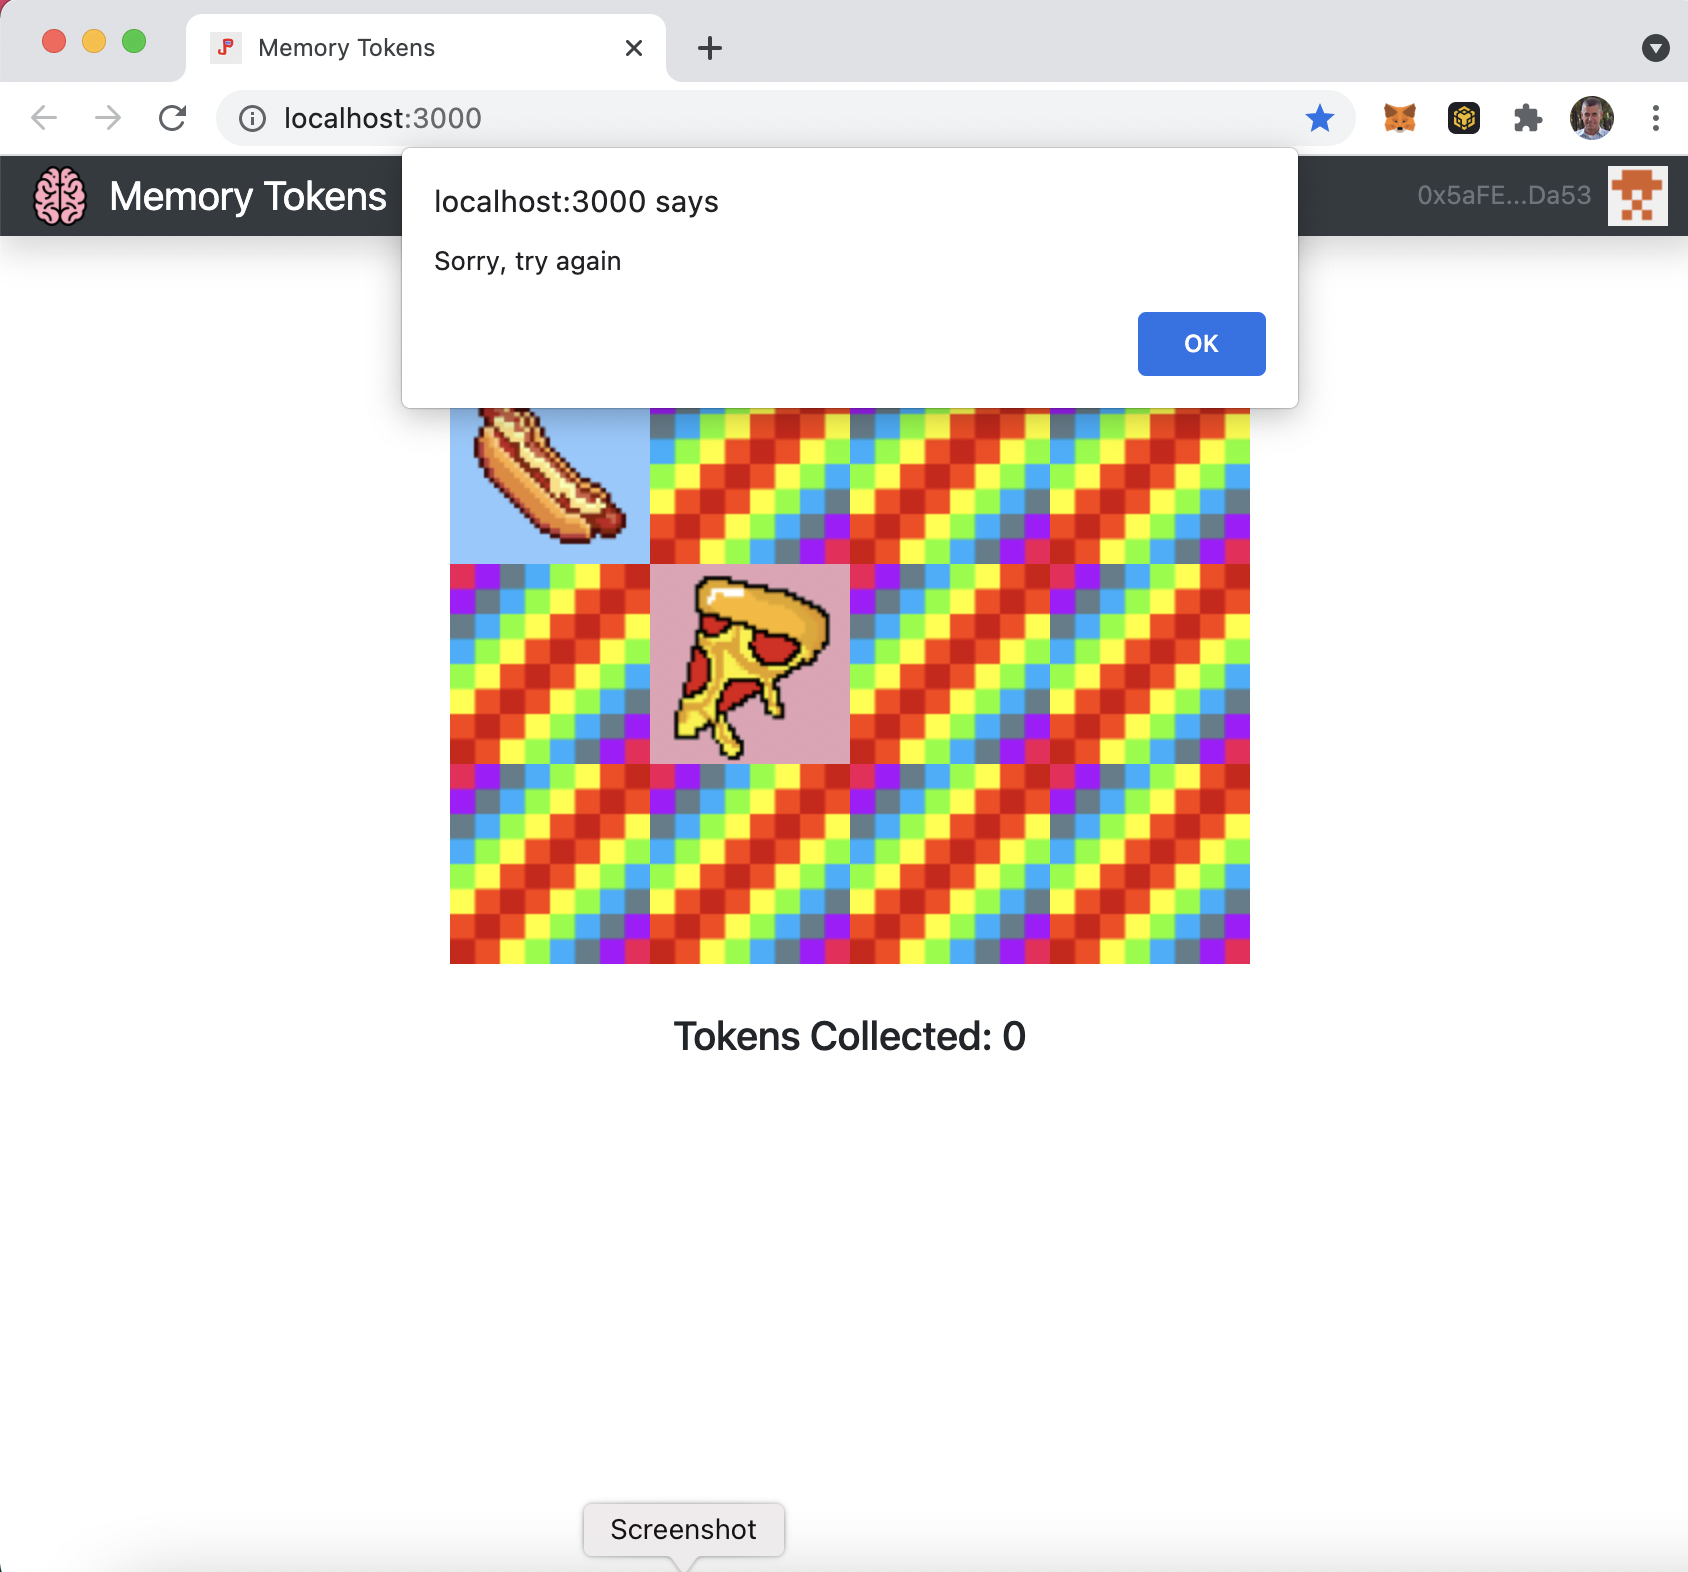 Memory Tokens
localhost:3000
Memory Tokens
0x5aFE...Da53
localhost:3000 says
Sorry, try again
OK
Tokens Collected: 0
Screenshot